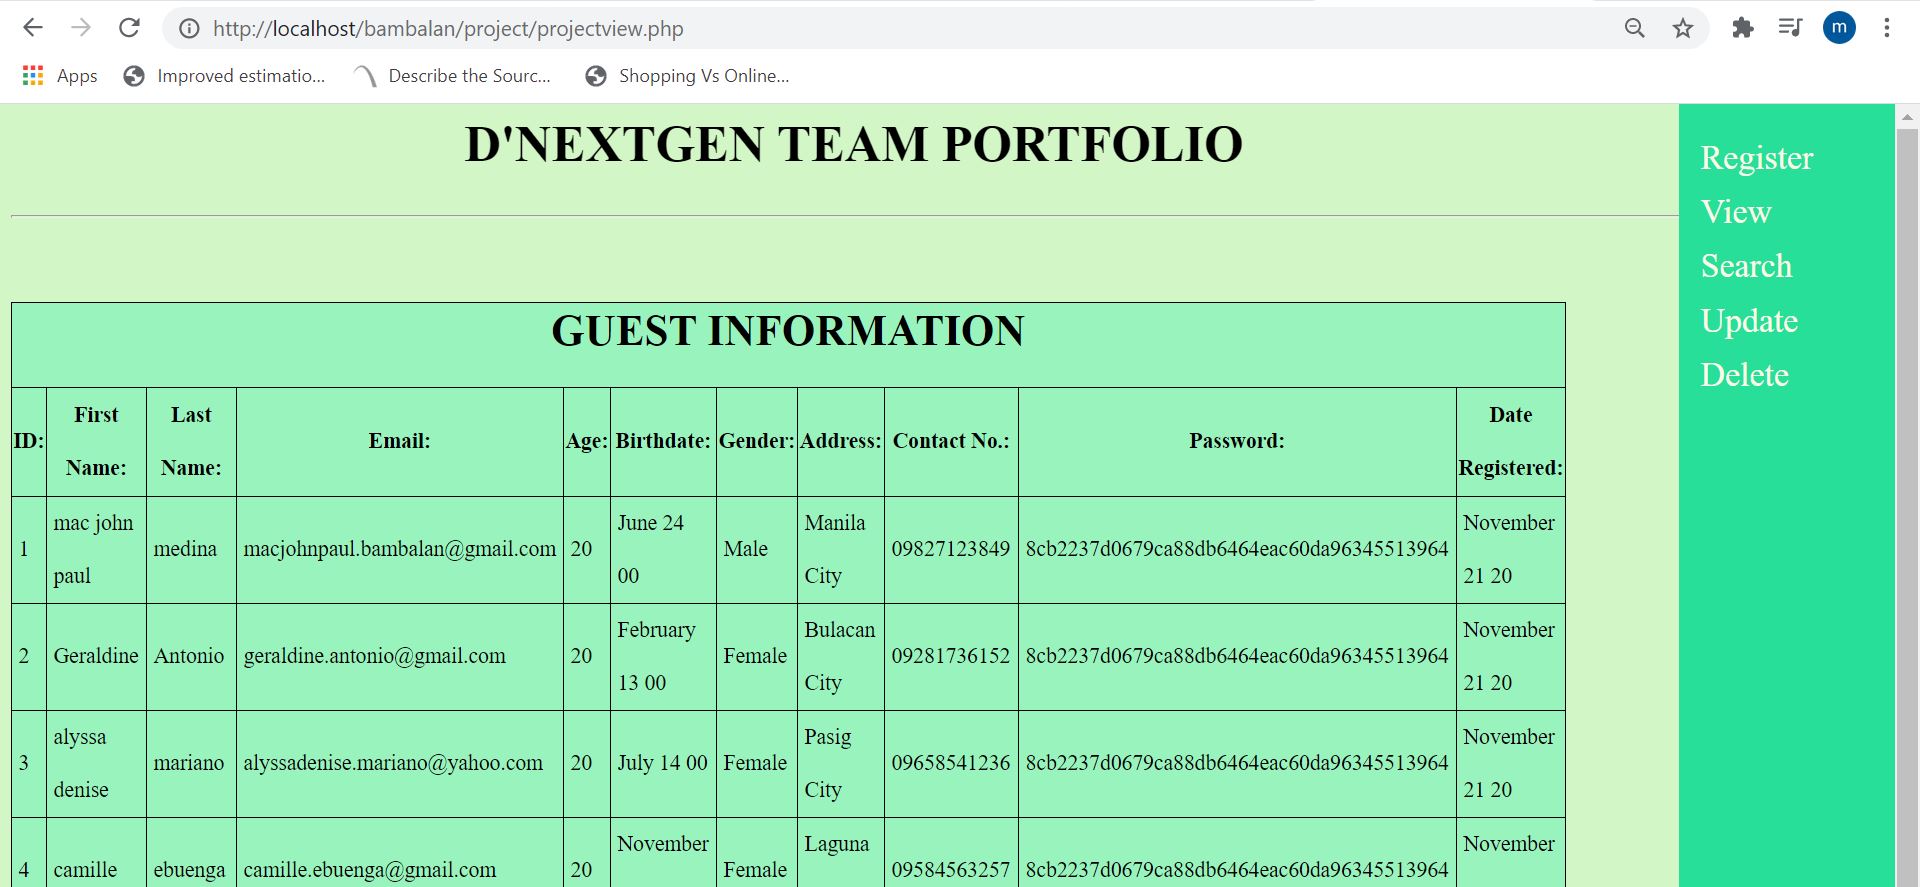 http://localhost/bambalan/project/projectview.php
m
Apps
Improved estimatio...
Describe the Sourc...
Shopping Vs Online...
D'NEXTGEN TEAM PORTFOLIO
Register
View
Search
Update
Delete
GUEST INFORMATION
ID: First Name: Last Name: Email: Age: Birthdate: Gender: Address: Contact No.: Password: Date Registered:
1 mac john paul medina macjohnpaul.bambalan@gmail.com 20 June 24 00 Male Manila City 09827123849 8cb2237d0679ca88db6464eac60da96345513964 November 21 20
2 Geraldine Antonio geraldine.antonio@gmail.com 20 February 13 00 Female Bulacan City 09281736152 8cb2237d0679ca88db6464eac60da96345513964 November 21 20
3 alyssa denise mariano alyssadenise.mariano@yahoo.com 20 July 14 00 Female Pasig City 09658541236 8cb2237d0679ca88db6464eac60da96345513964 November 21 20
4 camille ebuenga camille.ebuenga@gmail.com 20 November Female Laguna 09584563257 8cb2237d0679ca88db6464eac60da96345513964 November